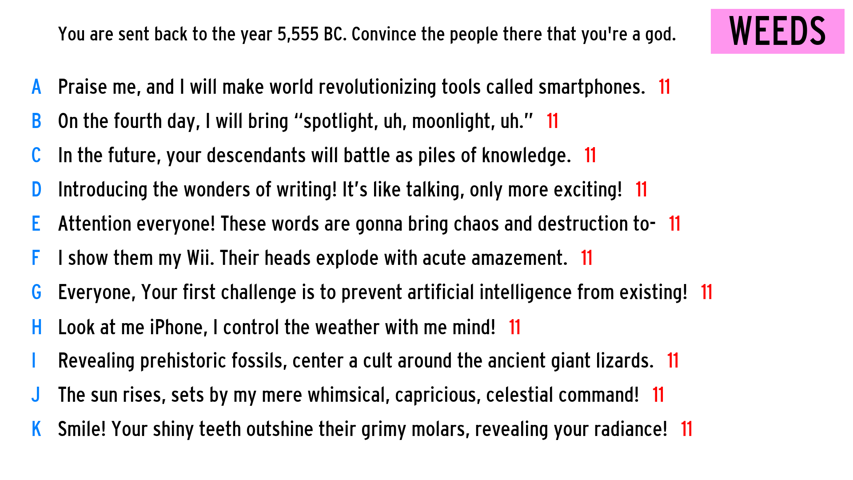 You are sent back to the year 5,555 BC. Convince the people there that you're a god. WEEDS
A Praise me, and I will make world revolutionizing tools called smartphones. 11
B On the fourth day, I will bring “spotlight, uh, moonlight, uh.” 11
C In the future, your descendants will battle as piles of knowledge. 11
D Introducing the wonders of writing! It’s like talking, only more exciting! 11
E Attention everyone! These words are gonna bring chaos and destruction to- 11
F I show them my Wii. Their heads explode with acute amazement. 11
G Everyone, Your first challenge is to prevent artificial intelligence from existing! 11
H Look at me iPhone, I control the weather with me mind! 11
I Revealing prehistoric fossils, center a cult around the ancient giant lizards. 11
J The sun rises, sets by my mere whimsical, capricious, celestial command! 11
K Smile! Your shiny teeth outshine their grimy molars, revealing your radiance! 11